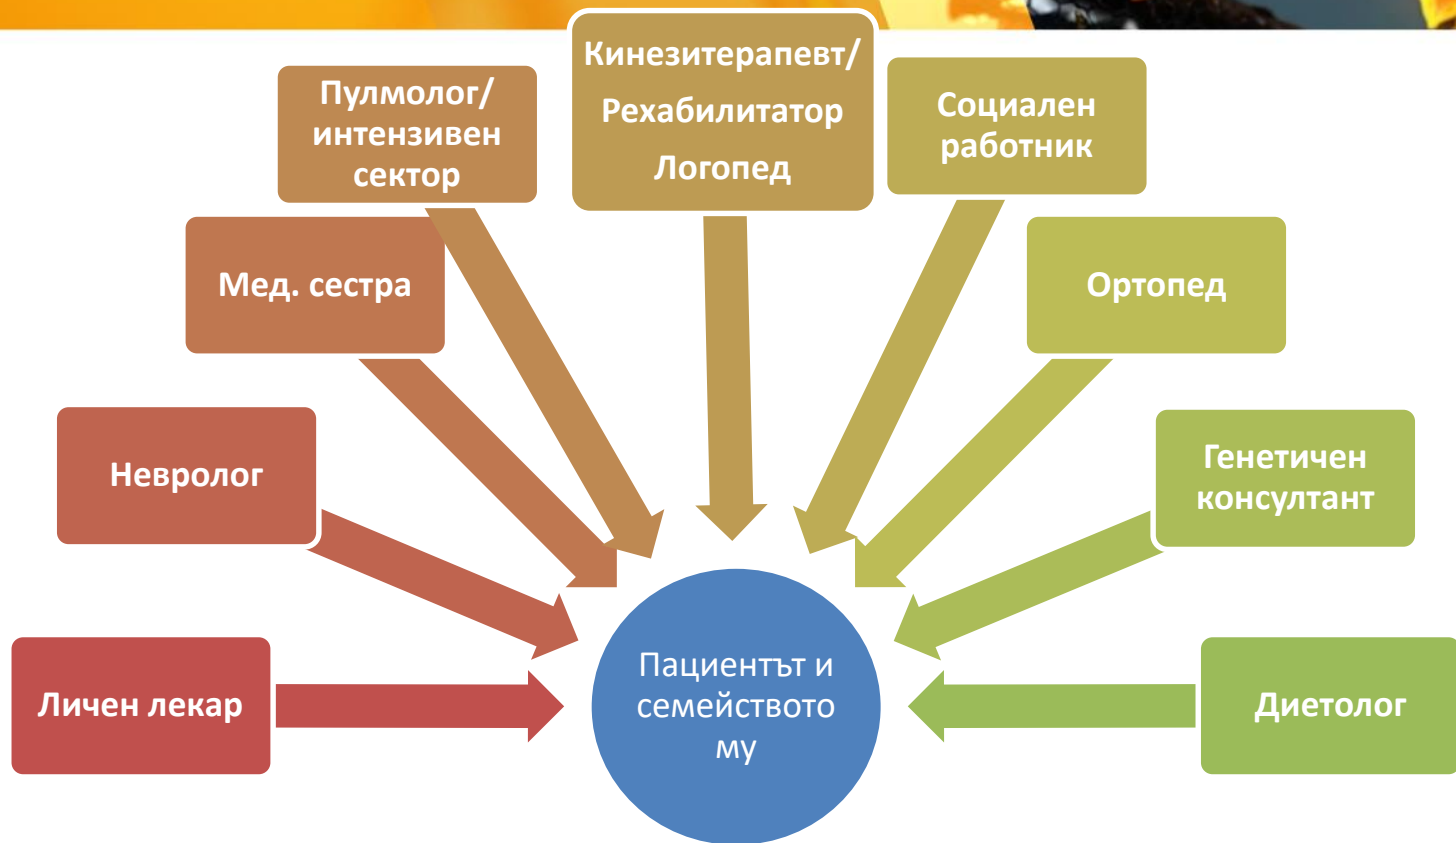 Кинезитерапевт/
Рехабилитатор
Логопед
Пулмолог/
интензивен
сектор
Социален
работник
Мед. сестра
Ортопед
Невролог
Генетичен
консултант
Личен лекар
Пациентът и
семейството
му
Диетолог